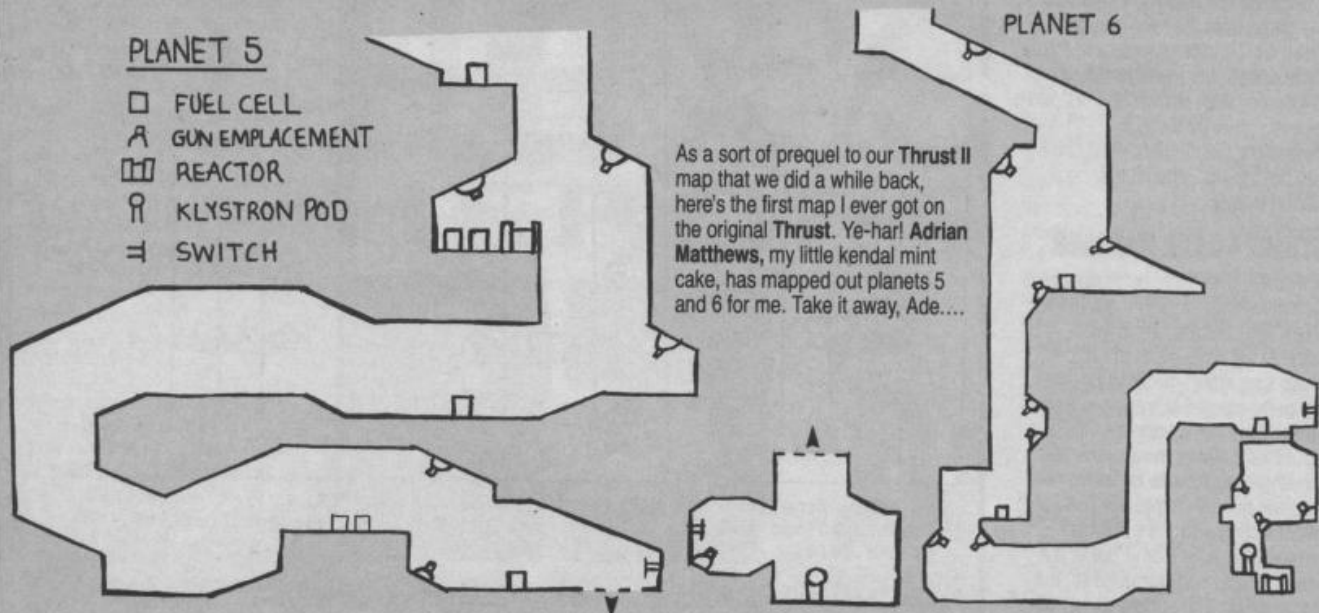 PLANET 5
FUEL CELL
GUN EMPLACEMENT
REACTOR
KLYSTRON POD
SWITCH
As a sort of prequel to our Thrust II
map that we did a while back,
here's the first map I ever got on
the original Thrust. Ye-har! Adrian
Matthews, my little kendal mint
cake, has mapped out planets 5
and 6 for me. Take it away, Ade....
PLANET 6